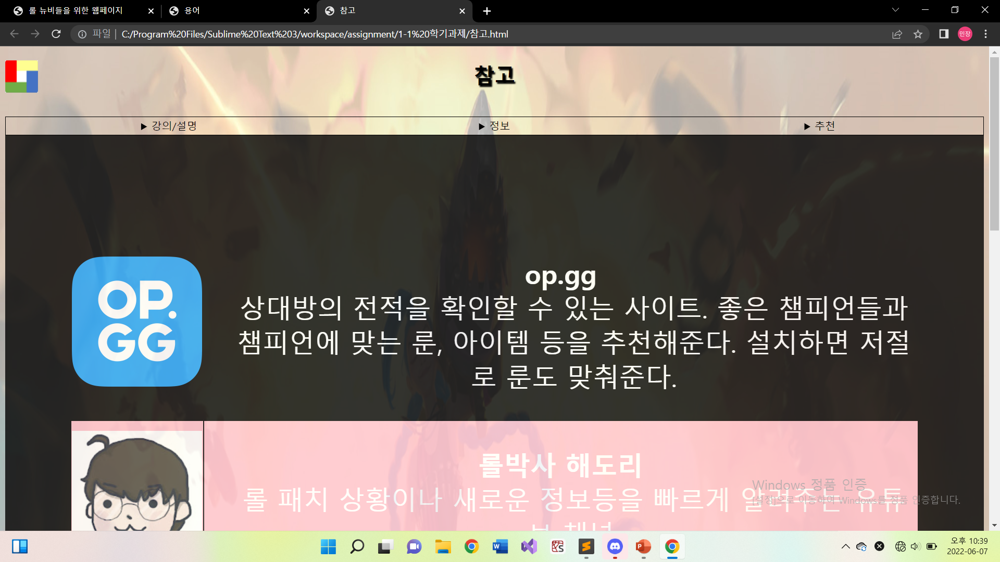 롤 뉴비들을 위한 웹페이지
용어
참고
파일 | C:/Program%20Files/Sublime%20Text%203/workspace/assignment/1-1%20학기과제/참고.html
민장
참고
▶ 강의/설명
▶ 정보
▶ 추천
OP.
GG
op.gg
상대방의 전적을 확인할 수 있는 사이트. 좋은 챔피언들과
챔피언에 맞는 룬, 아이템 등을 추천해준다. 설치하면 저절
로 룬도 맞춰준다.
롤박사 해도리
롤 패치 상황이나 새로운 정보등을 빠르게 알려주는 유튜
브 채널
Windows 정품 인증
[설정]으로 이동하여 Windows를 정품 인증합니다.
오후 10:39
2022-06-07